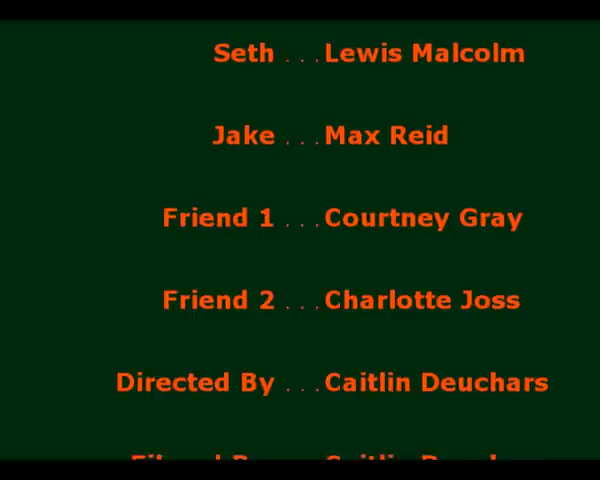 Seth . . . Lewis Malcolm
Jake . . . Max Reid
Friend 1 . . . Courtney Gray
Friend 2 . . . Charlotte Joss
Directed By . . . Caitlin Deuchars